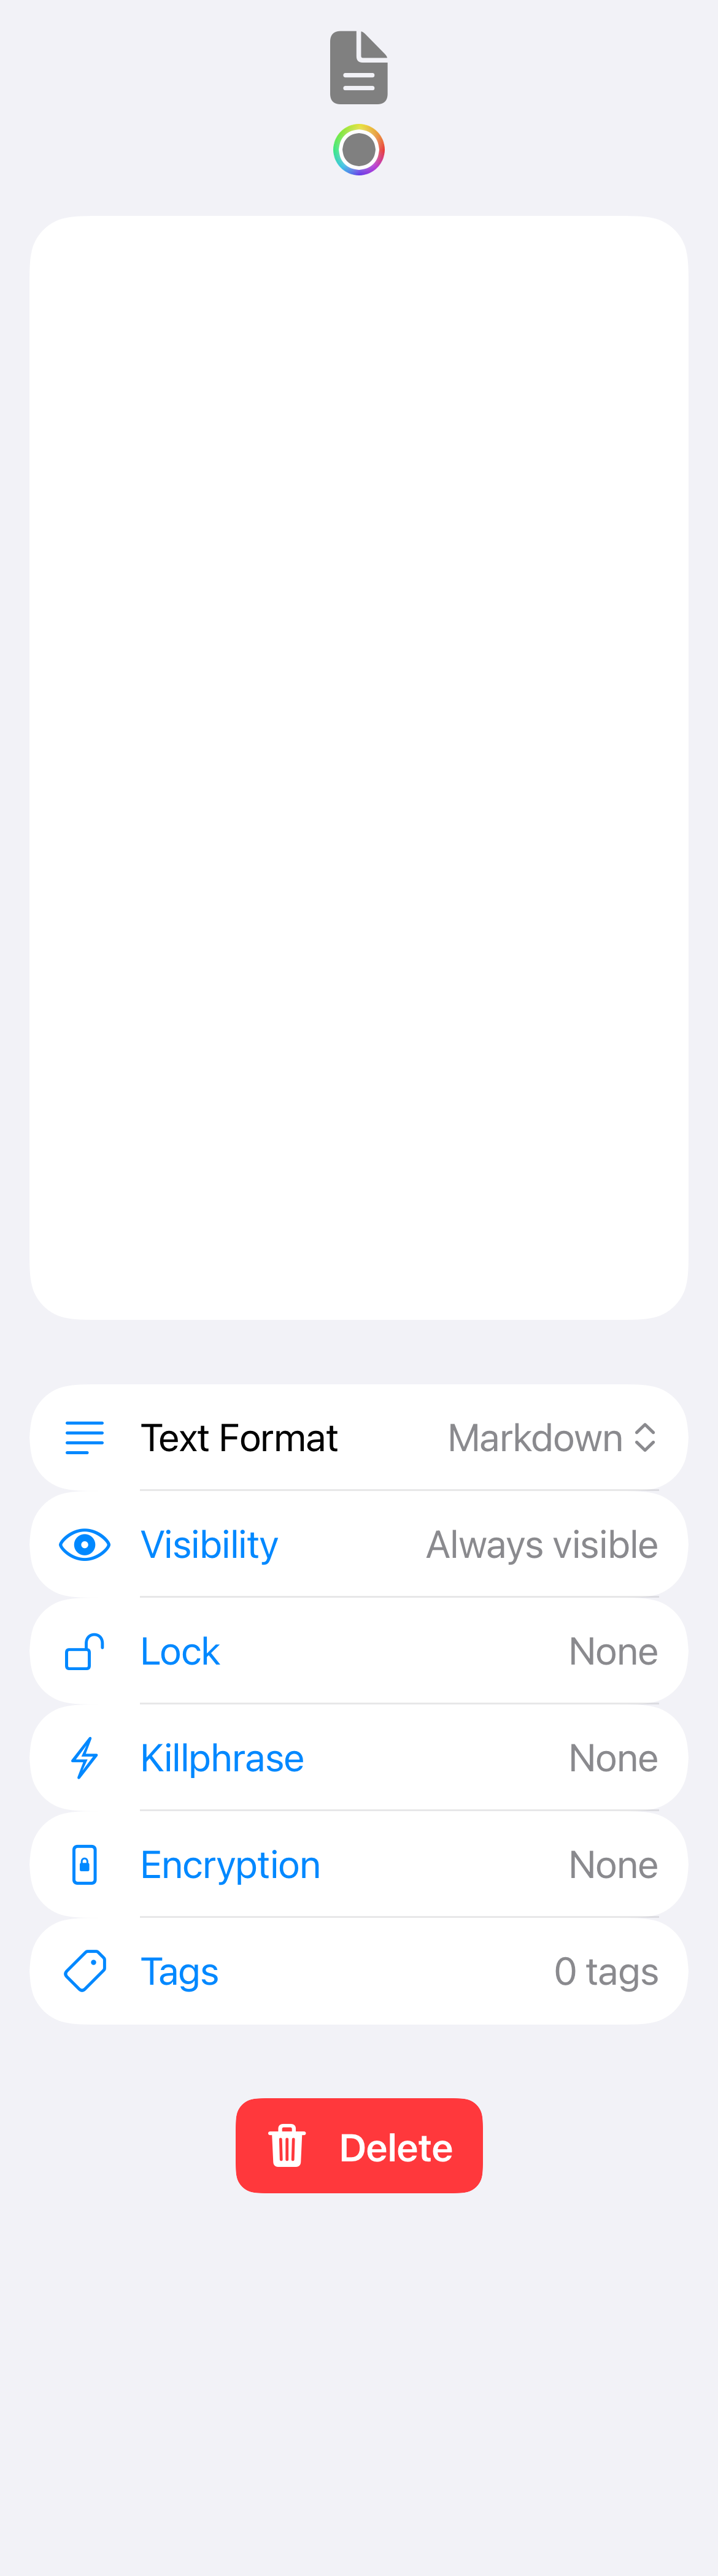 Text Format Markdown
Visibility Always visible
Lock None
Killphrase None
Encryption None
Tags 0 tags
Delete